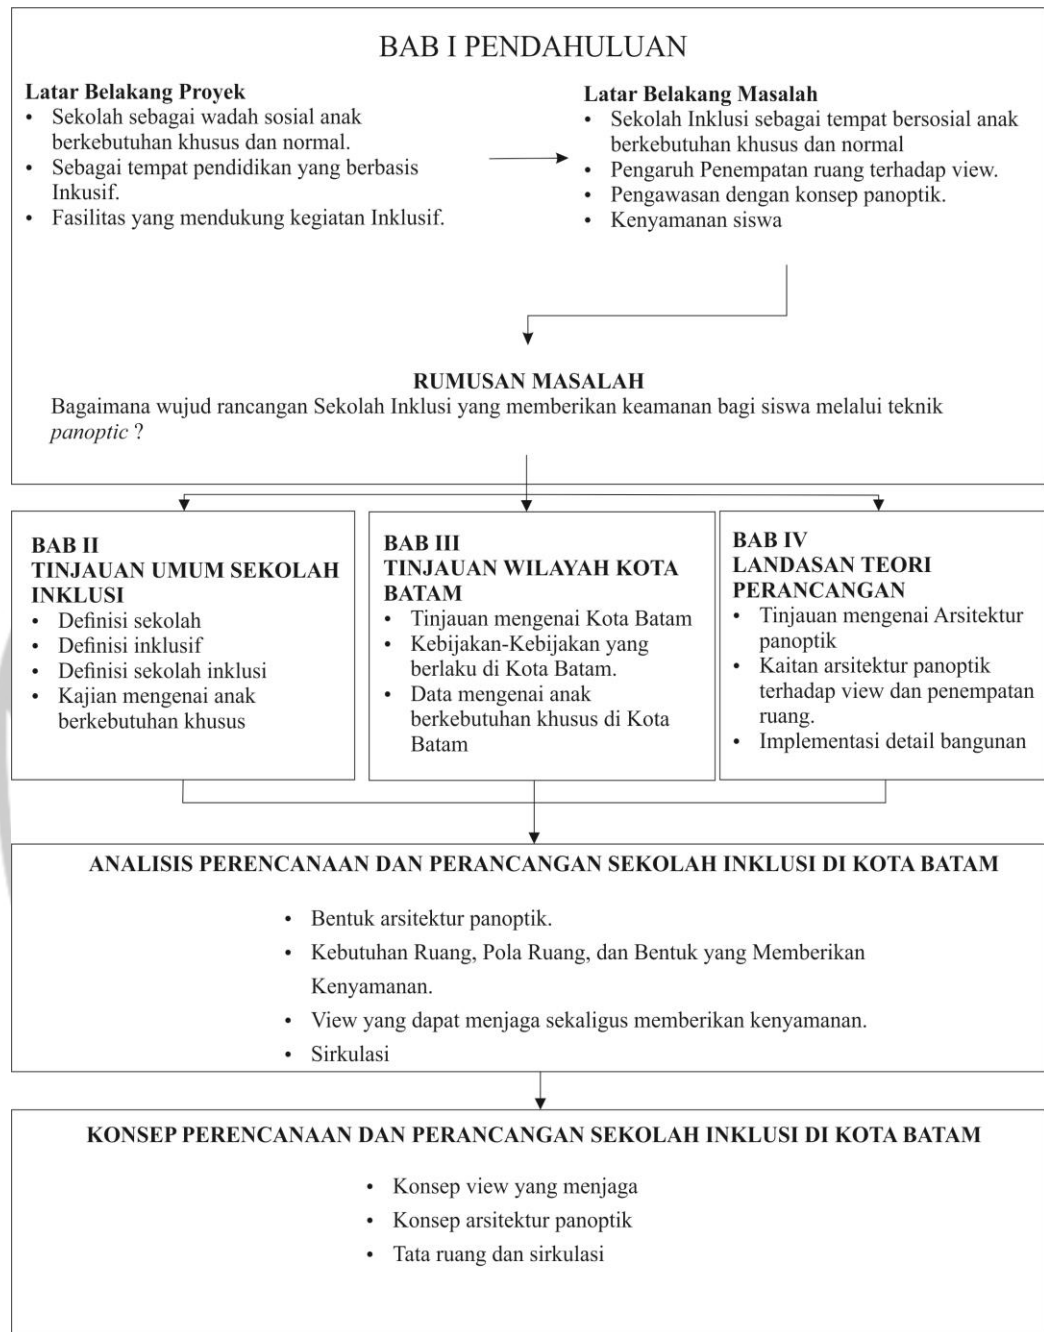 BAB I PENDAHULUAN
Latar Belakang Proyek
• Sekolah sebagai wadah sosial anak
berkebutuhan khusus dan normal.
• Sebagai tempat pendidikan yang berbasis
Inkusif.
• Fasilitas yang mendukung kegiatan Inklusif.
Latar Belakang Masalah
• Sekolah Inklusi sebagai tempat bersosial anak
berkebutuhan khusus dan normal
• Pengaruh Penempatan ruang terhadap view.
• Pengawasan dengan konsep panoptik.
• Kenyamanan siswa
RUMUSAN MASALAH
Bagaimana wujud rancangan Sekolah Inklusi yang memberikan keamanan bagi siswa melalui teknik
panoptic ?
BAB II
TINJAUAN UMUM SEKOLAH
INKLUSI
• Definisi sekolah
• Definisi inklusif
• Definisi sekolah inklusi
• Kajian mengenai anak
berkebutuhan khusus
BAB III
TINJAUAN WILAYAH KOTA
BATAM
• Tinjauan mengenai Kota Batam
• Kebijakan-Kebijakan yang
berlaku di Kota Batam.
• Data mengenai anak
berkebutuhan khusus di Kota
Batam
BAB IV
LANDASAN TEORI
PERANCANGAN
• Tinjauan mengenai Arsitektur
panoptik
• Kaitan arsitektur panoptik
terhadap view dan penempatan
ruang.
• Implementasi detail bangunan
ANALISIS PERENCANAAN DAN PERANCANGAN SEKOLAH INKLUSI DI KOTA BATAM
• Bentuk arsitektur panoptik.
• Kebutuhan Ruang, Pola Ruang, dan Bentuk yang Memberikan
Kenyamanan.
• View yang dapat menjaga sekaligus memberikan kenyamanan.
• Sirkulasi
KONSEP PERENCANAAN DAN PERANCANGAN SEKOLAH INKLUSI DI KOTA BATAM
• Konsep view yang menjaga
• Konsep arsitektur panoptik
• Tata ruang dan sirkulasi